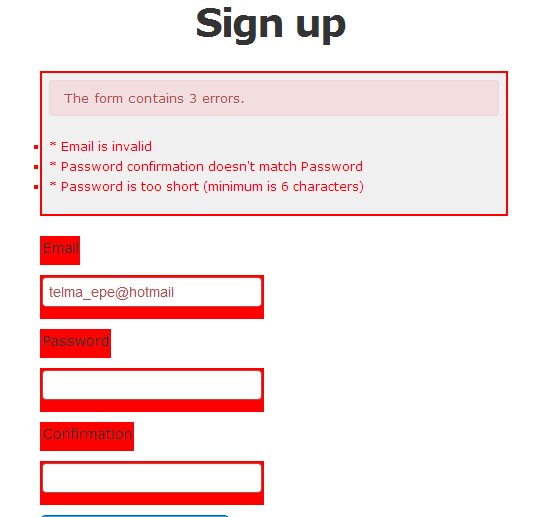 Sign up
The form contains 3 errors.
* Email is invalid
* Password confirmation doesn't match Password
* Password is too short (minimum is 6 characters)
Email
telma_epe@hotmail
Password
Confirmation